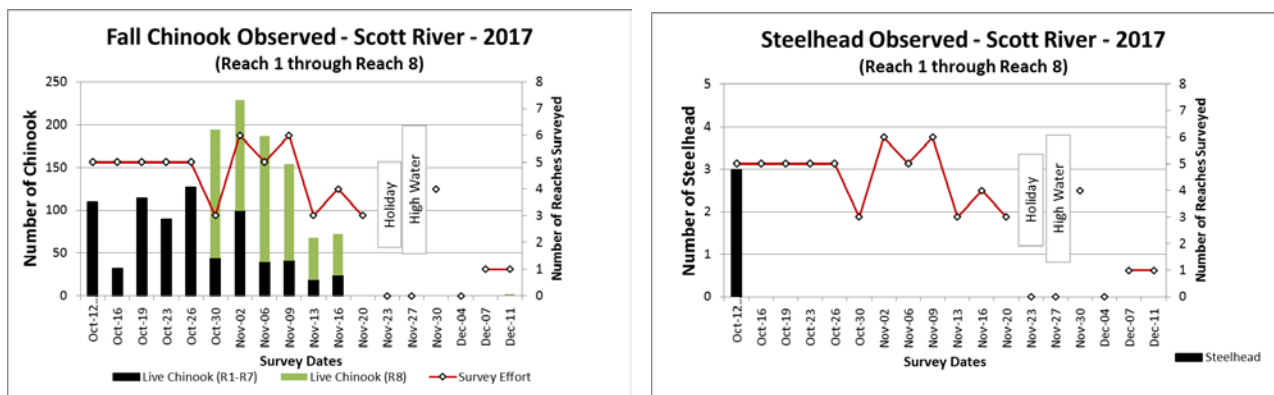 Fall Chinook Observed - Scott River - 2017
(Reach 1 through Reach 8)
Number of Chinook
250
200
150
100
50
0
Holiday
High Water
8
7
6
5
4
3
2
1
0
Number of Reaches Surveyed
Oct-12...
Oct-16
Oct-19
Oct-23
Oct-26
Oct-30
Nov-02
Nov-06
Nov-09
Nov-13
Nov-16
Nov-20
Nov-23
Nov-27
Nov-30
Dec-04
Dec-07
Dec-11
Survey Dates
Live Chinook (R1-R7) Live Chinook (R8) Survey Effort
Steelhead Observed - Scott River - 2017
(Reach 1 through Reach 8)
Number of Steelhead
5
4
3
2
1
0
Holiday
High Water
8
7
6
5
4
3
2
1
0
Number of Reaches Surveyed
Oct-12...
Oct-16
Oct-19
Oct-23
Oct-26
Oct-30
Nov-02
Nov-06
Nov-09
Nov-13
Nov-16
Nov-20
Nov-23
Nov-27
Nov-30
Dec-04
Dec-07
Dec-11
Survey Dates
Steelhead